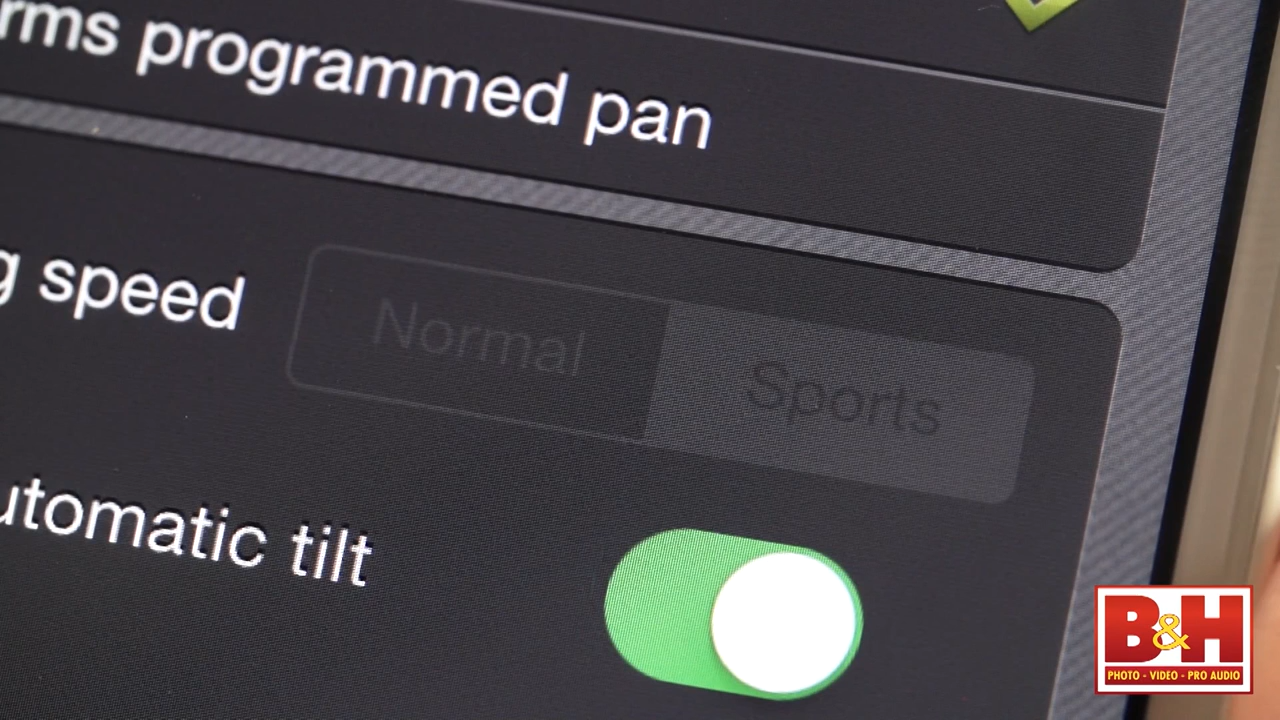 rms programmed pan
g speed
Normal
Sports
utomatic tilt
B&H
PHOTO - VIDEO - PRO AUDIO